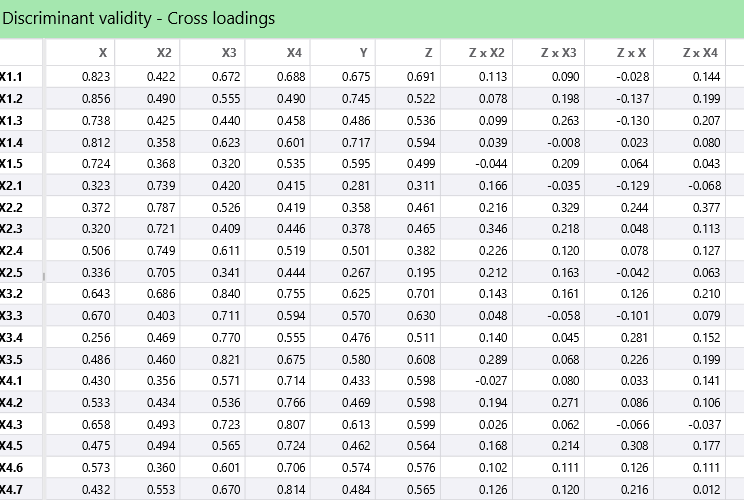 Discriminant validity - Cross loadings
X X2 X3 X4 Y Z Z x X2 Z x X3 Z x X Z x X4
X1.1 0.823 0.422 0.672 0.688 0.675 0.691 0.113 0.090 -0.028 0.144
X1.2 0.856 0.490 0.555 0.490 0.745 0.522 0.078 0.198 -0.137 0.199
X1.3 0.738 0.425 0.440 0.458 0.486 0.536 0.099 0.263 -0.130 0.207
X1.4 0.812 0.358 0.623 0.601 0.717 0.594 0.039 -0.008 0.023 0.080
X1.5 0.724 0.368 0.320 0.535 0.595 0.499 -0.044 0.209 0.064 0.043
X2.1 0.323 0.739 0.420 0.415 0.281 0.311 0.166 -0.035 -0.129 -0.068
X2.2 0.372 0.787 0.526 0.419 0.358 0.461 0.216 0.329 0.244 0.377
X2.3 0.320 0.721 0.409 0.446 0.378 0.465 0.346 0.218 0.048 0.113
X2.4 0.506 0.749 0.611 0.519 0.501 0.382 0.226 0.120 0.078 0.127
X2.5 0.336 0.705 0.341 0.444 0.267 0.195 0.212 0.163 -0.042 0.063
X3.2 0.643 0.686 0.840 0.755 0.625 0.701 0.143 0.161 0.126 0.210
X3.3 0.670 0.403 0.711 0.594 0.570 0.630 0.048 -0.058 -0.101 0.079
X3.4 0.256 0.469 0.770 0.555 0.476 0.511 0.140 0.045 0.281 0.152
X3.5 0.486 0.460 0.821 0.675 0.580 0.608 0.289 0.068 0.226 0.199
X4.1 0.430 0.356 0.571 0.714 0.433 0.598 -0.027 0.080 0.033 0.141
X4.2 0.533 0.434 0.536 0.766 0.469 0.598 0.194 0.271 0.086 0.106
X4.3 0.658 0.493 0.723 0.807 0.613 0.599 0.026 0.062 -0.066 -0.037
X4.5 0.475 0.494 0.565 0.724 0.462 0.564 0.168 0.214 0.308 0.177
X4.6 0.573 0.360 0.601 0.706 0.574 0.576 0.102 0.111 0.126 0.111
X4.7 0.432 0.553 0.670 0.814 0.484 0.565 0.126 0.120 0.216 0.012